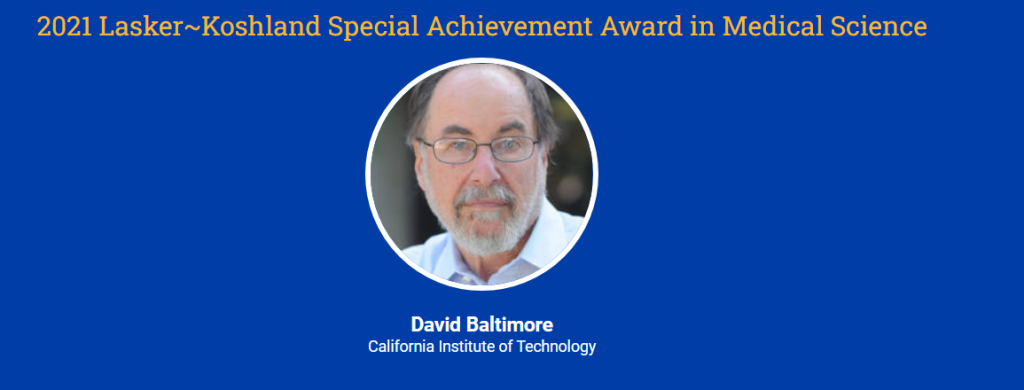 2021 Lasker~Koshland Special Achievement Award in Medical Science
David Baltimore
California Institute of Technology